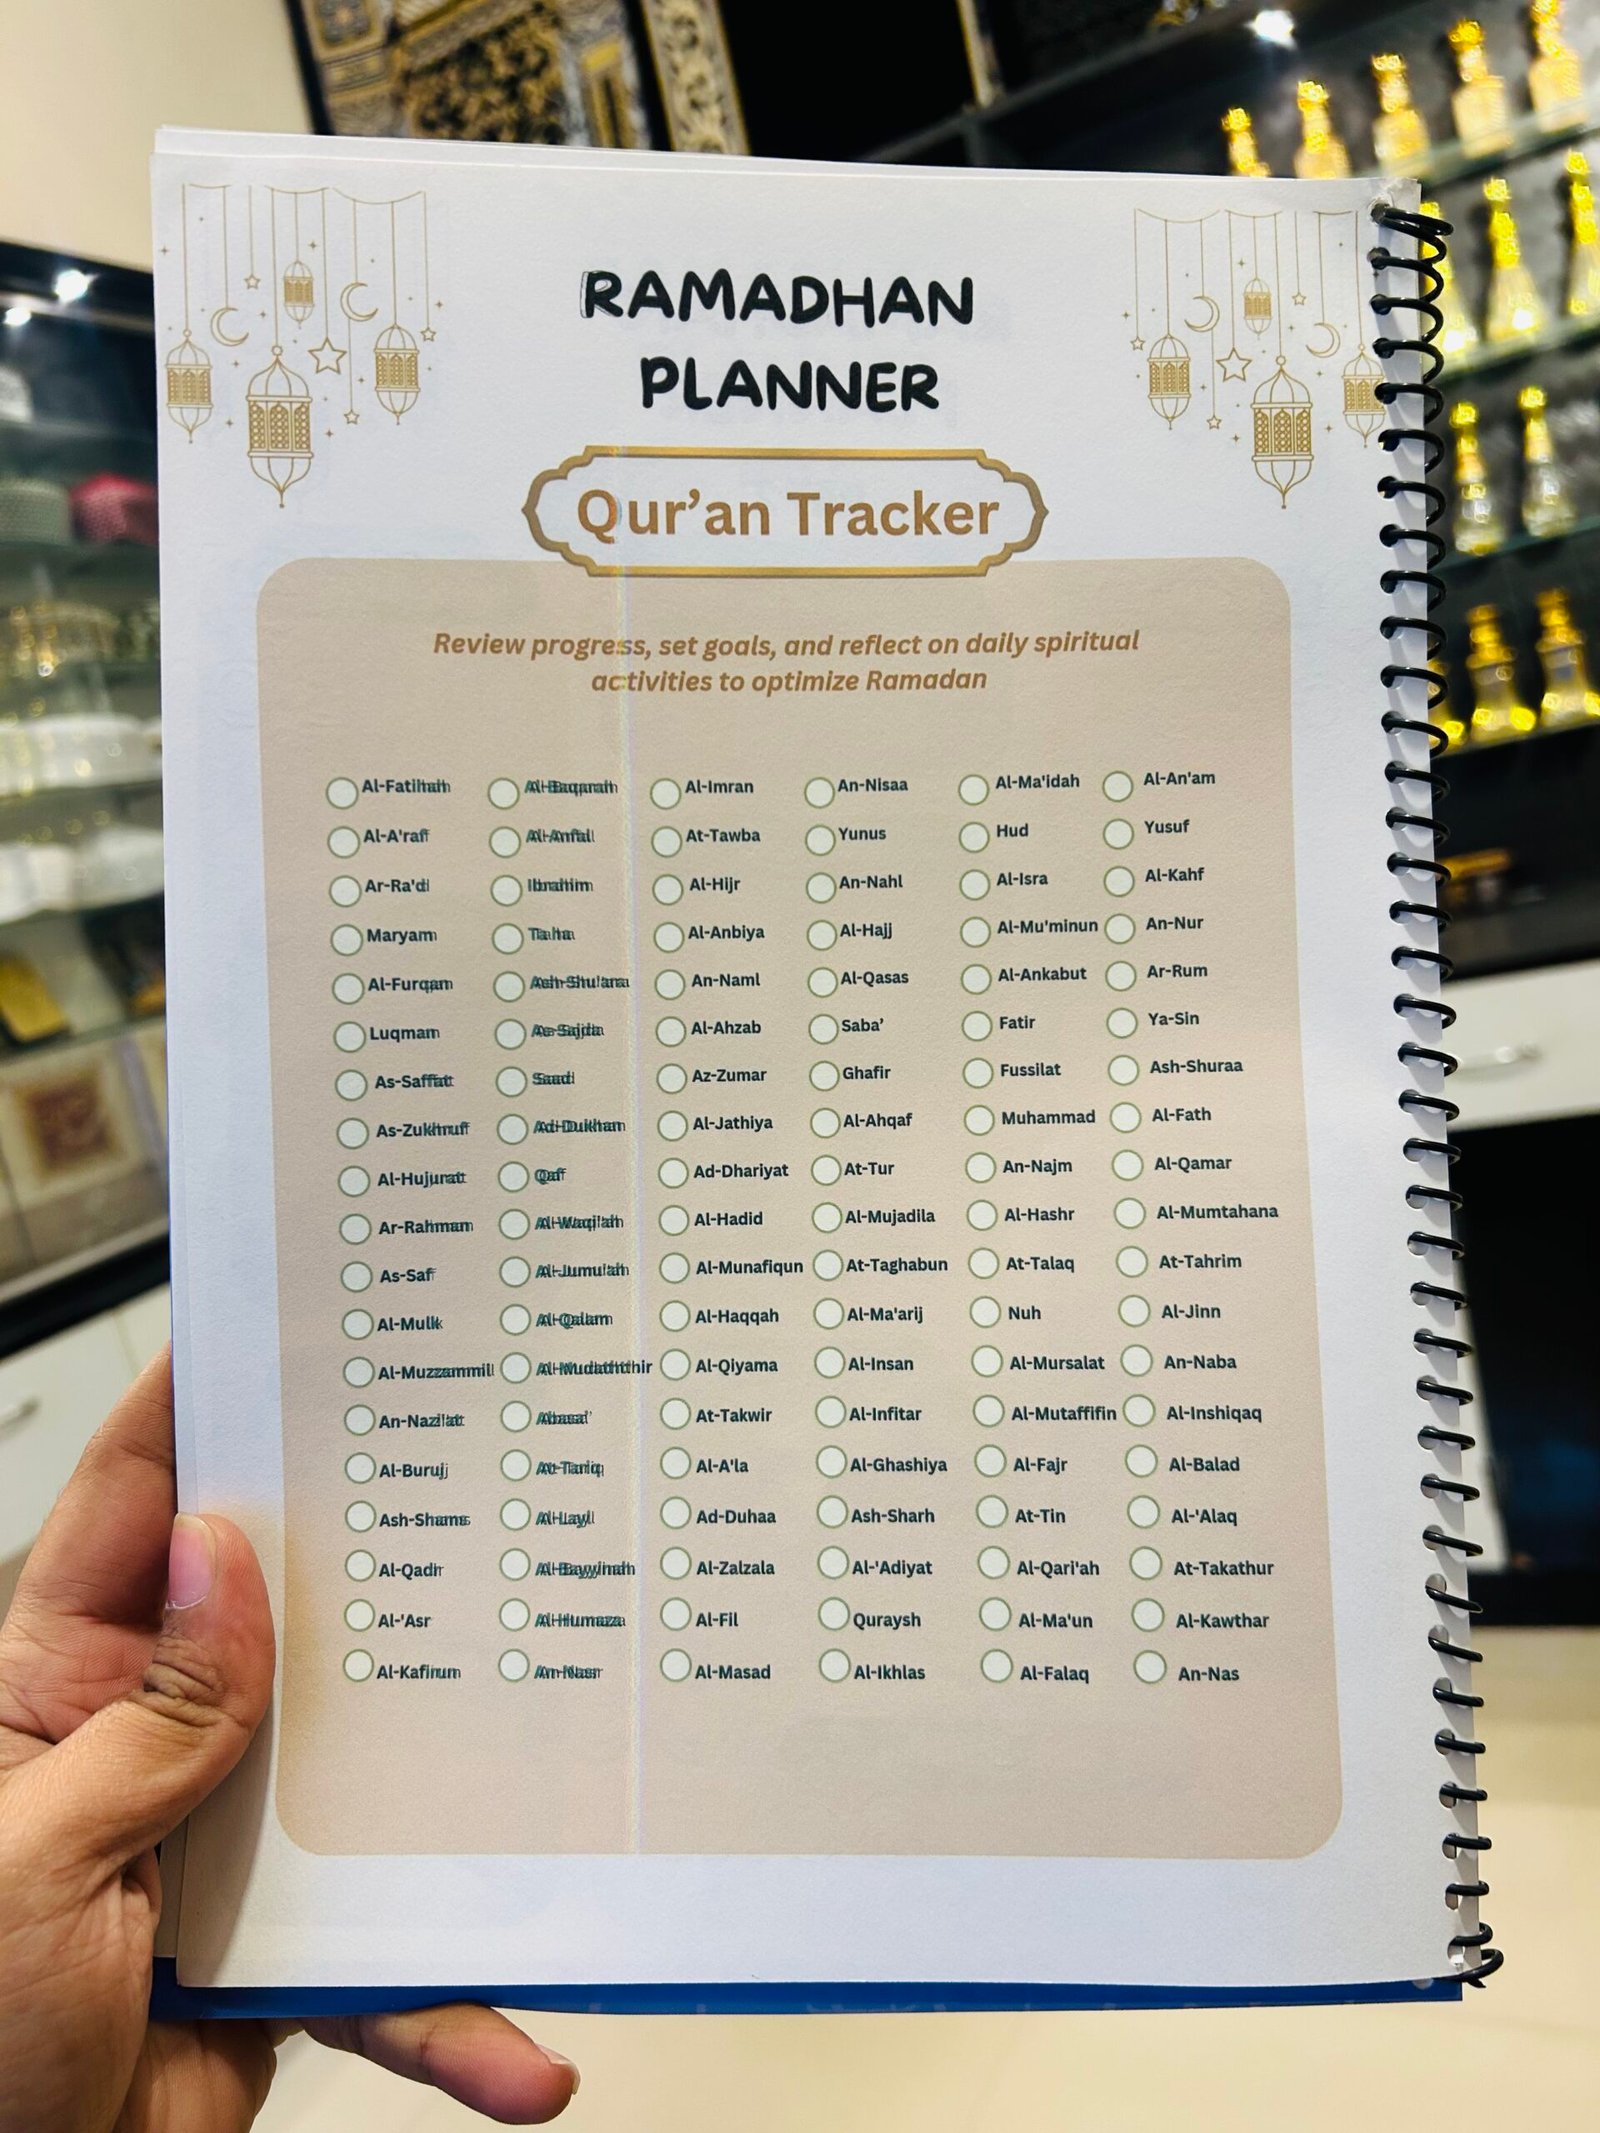 RAMADHAN
PLANNER
Qur'an Tracker
Review progress, set goals, and reflect on daily spiritual
activities to optimize Ramadan
Al-Fatihah Al-Baqarah Al-Imran An-Nisaa Al-Ma'idah Al-An'am
Al-A'raf Al-Anfal At-Tawba Yunus Hud Yusuf
Ar-Ra'd Ibrahim Al-Hijr An-Nahl Al-Isra Al-Kahf
Maryam Ta ha Al-Anbiya Al-Hajj Al-Mu'minun An-Nur
Al-Furqan Ash-Shu'ara An-Naml Al-Qasas Al-Ankabut Ar-Rum
Luqman As-Sajda Al-Ahzab Saba' Fatir Ya-Sin
As-Saffat Saad Az-Zumar Ghafir Fussilat Ash-Shuraa
As-Zukhruf Ad-Dukhan Al-Jathiya Al-Ahqaf Muhammad Al-Fath
Al-Hujurat Qaf Ad-Dhariyat At-Tur An-Najm Al-Qamar
Ar-Rahman Al-Waqi'ah Al-Hadid Al-Mujadila Al-Hashr Al-Mumtahana
As-Saf Al-Jumu'ah Al-Munafiqun At-Taghabun At-Talaq At-Tahrim
Al-Mulk Al-Qalam Al-Haqqah Al-Ma'arij Nuh Al-Jinn
Al-Muzzammil Al-Mudaththir Al-Qiyama Al-Insan Al-Mursalat An-Naba
An-Nazi'at Abasa' At-Takwir Al-Infitar Al-Mutaffifin Al-Inshiqaq
Al-Buruj At-Tariq Al-A'la Al-Ghashiya Al-Fajr Al-Balad
Ash-Shams Al-Layl Ad-Duhaa Ash-Sharh At-Tin Al-'Alaq
Al-Qadr Al-Bayyinah Al-Zalzala Al-'Adiyat Al-Qari'ah At-Takathur
Al-'Asr Al-Humaza Al-Fil Quraysh Al-Ma'un Al-Kawthar
Al-Kafirun An-Nasr Al-Masad Al-Ikhlas Al-Falaq An-Nas